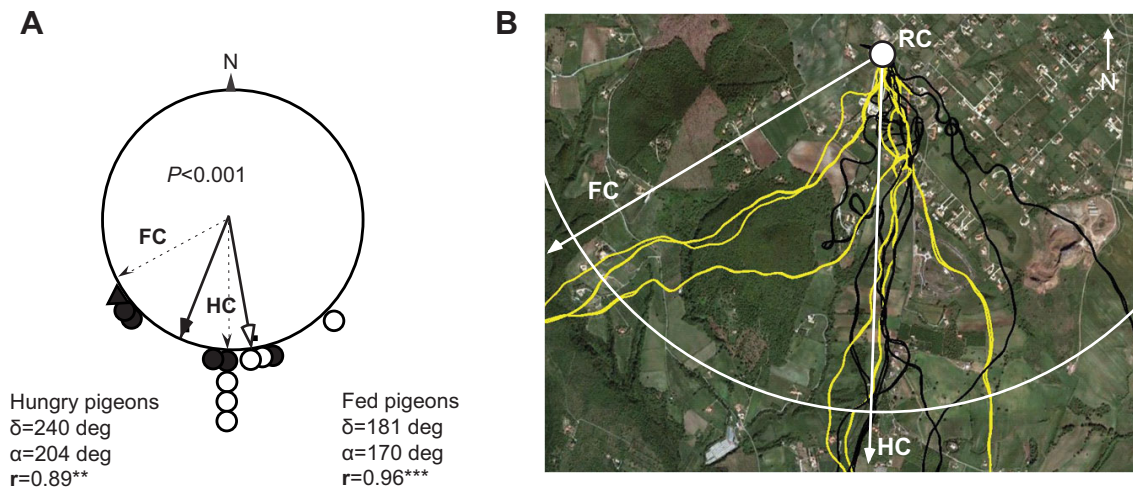 A
N
P<0.001
FC
HC
Hungry pigeons
δ=240 deg
α=204 deg
r=0.89**
Fed pigeons
δ=181 deg
α=170 deg
r=0.96***
B
RC
N
FC
HC